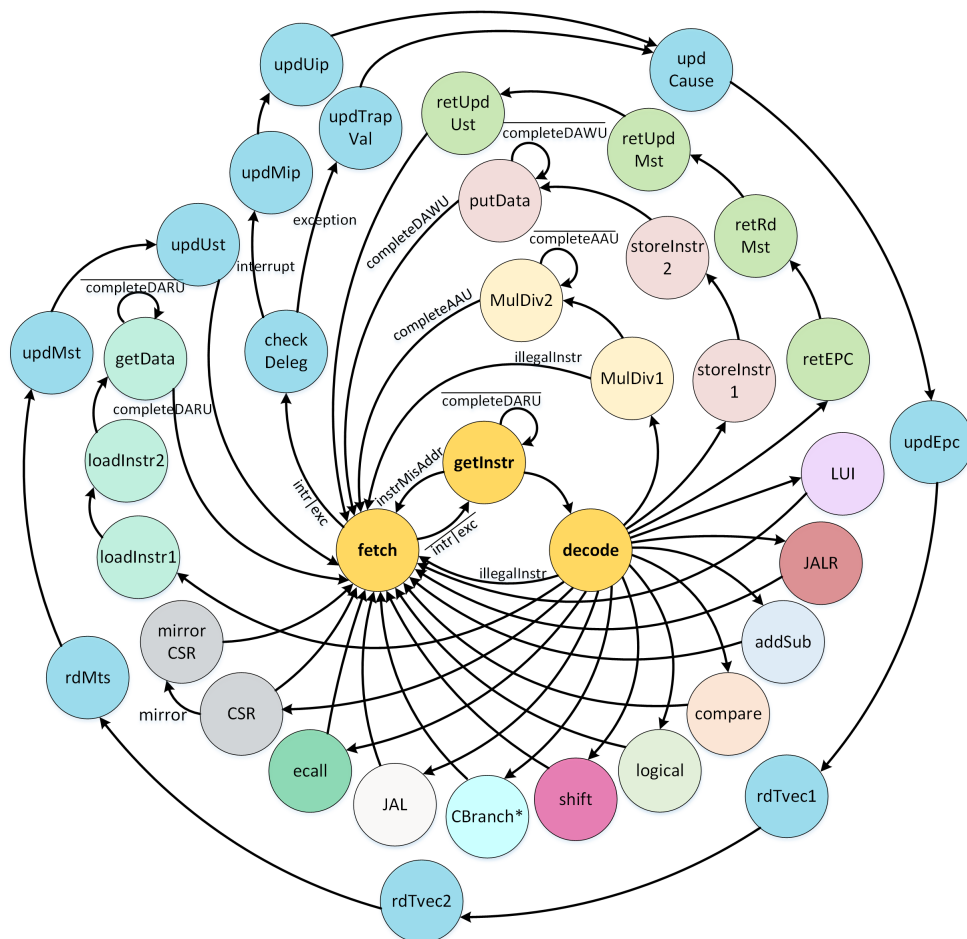 updUip
upd
Cause
updTrap
Val
retUpd
Ust
completeDAWU
retUpd
Mst
updMip
putData
exception
completeDAWU
retRd
Mst
updUst
storeInstr
2
completeAAU
interrupt
completeDARU
MulDiv2
completeAAU
check
Deleg
updMst
getData
illegalInstr
MulDiv1
storeInstr
1
retEPC
completeDARU
completeDARU
updEpc
loadInstr2
getInstr
LUI
instrMisAddr
intr|exc
intr|exc
loadInstr1
fetch
decode
JALR
illegalInstr
mirror
CSR
addSub
rdMts
mirror
CSR
compare
ecall
logical
JAL
CBranch*
shift
rdTvec1
rdTvec2